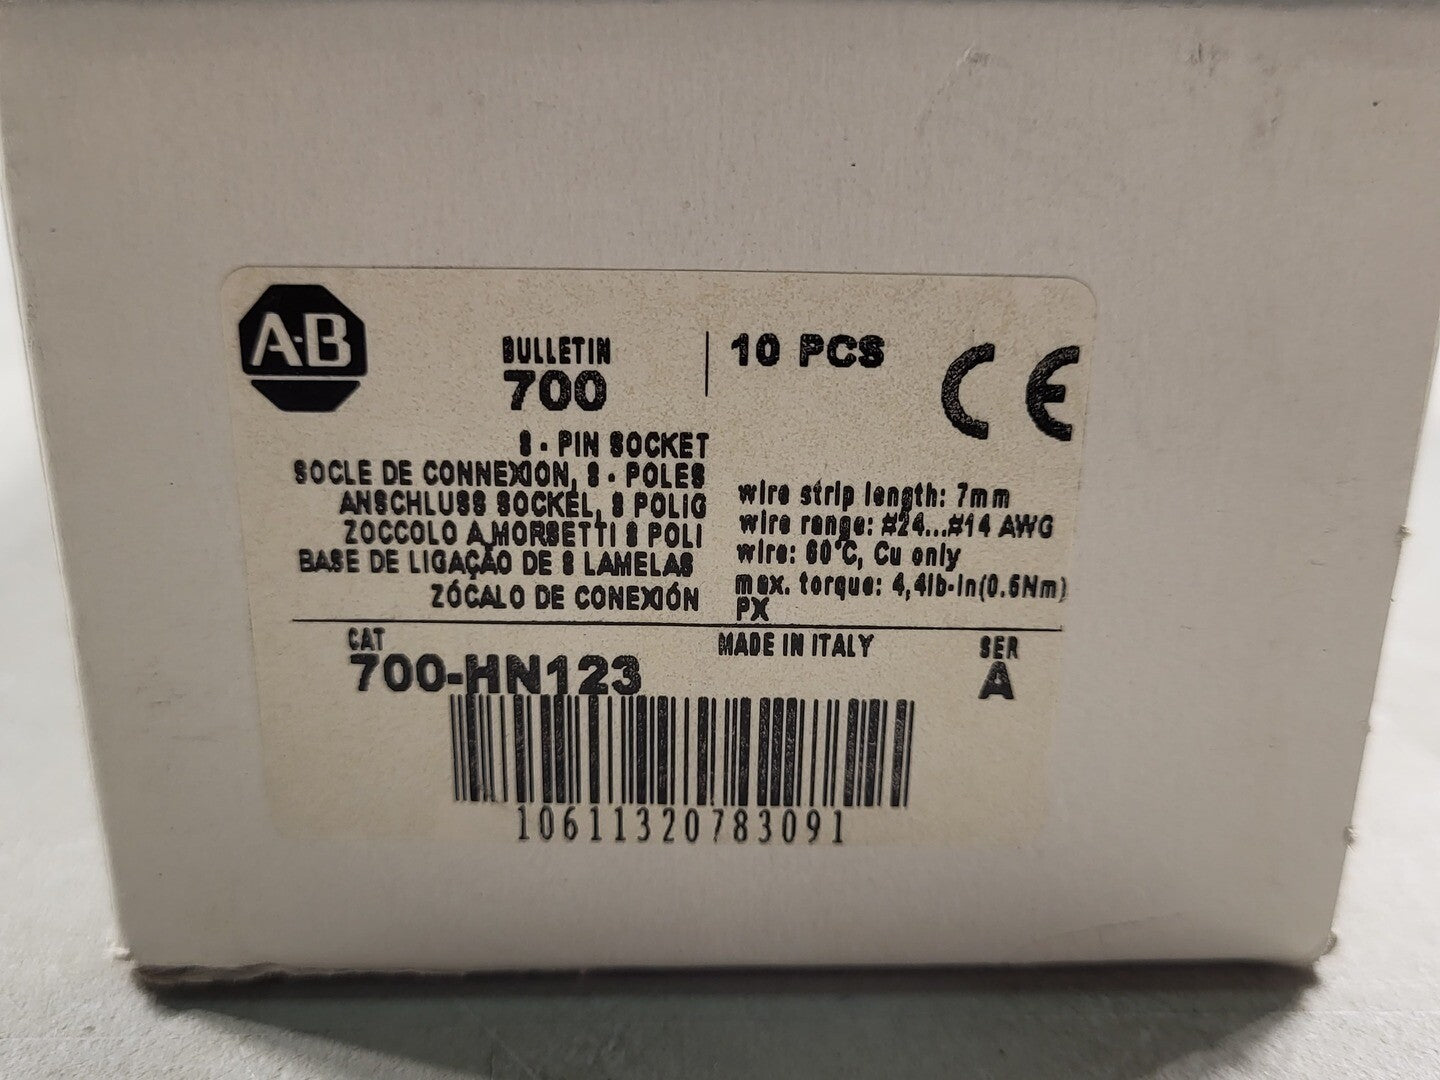 A-B
BULLETIN
700
10 PCS
CE
8 - PIN SOCKET
SOCLE DE CONNEXION, 8 - POLES
ANSCHLUSS SOCKEL, 8 POLIG
ZOCCOLO A MORSETTI 8 POLI
BASE DE LIGAÇAO DE 8 LAMELAS
ZÓCALO DE CONEXIÓN
wire strip length: 7mm
wire range: #24...#14 AWG
wire: 60°C, Cu only
max. torque: 4,4lb-in(0.5Nm)
PX
CAT
700-HN123
MADE IN ITALY
SER
A
10611320783091